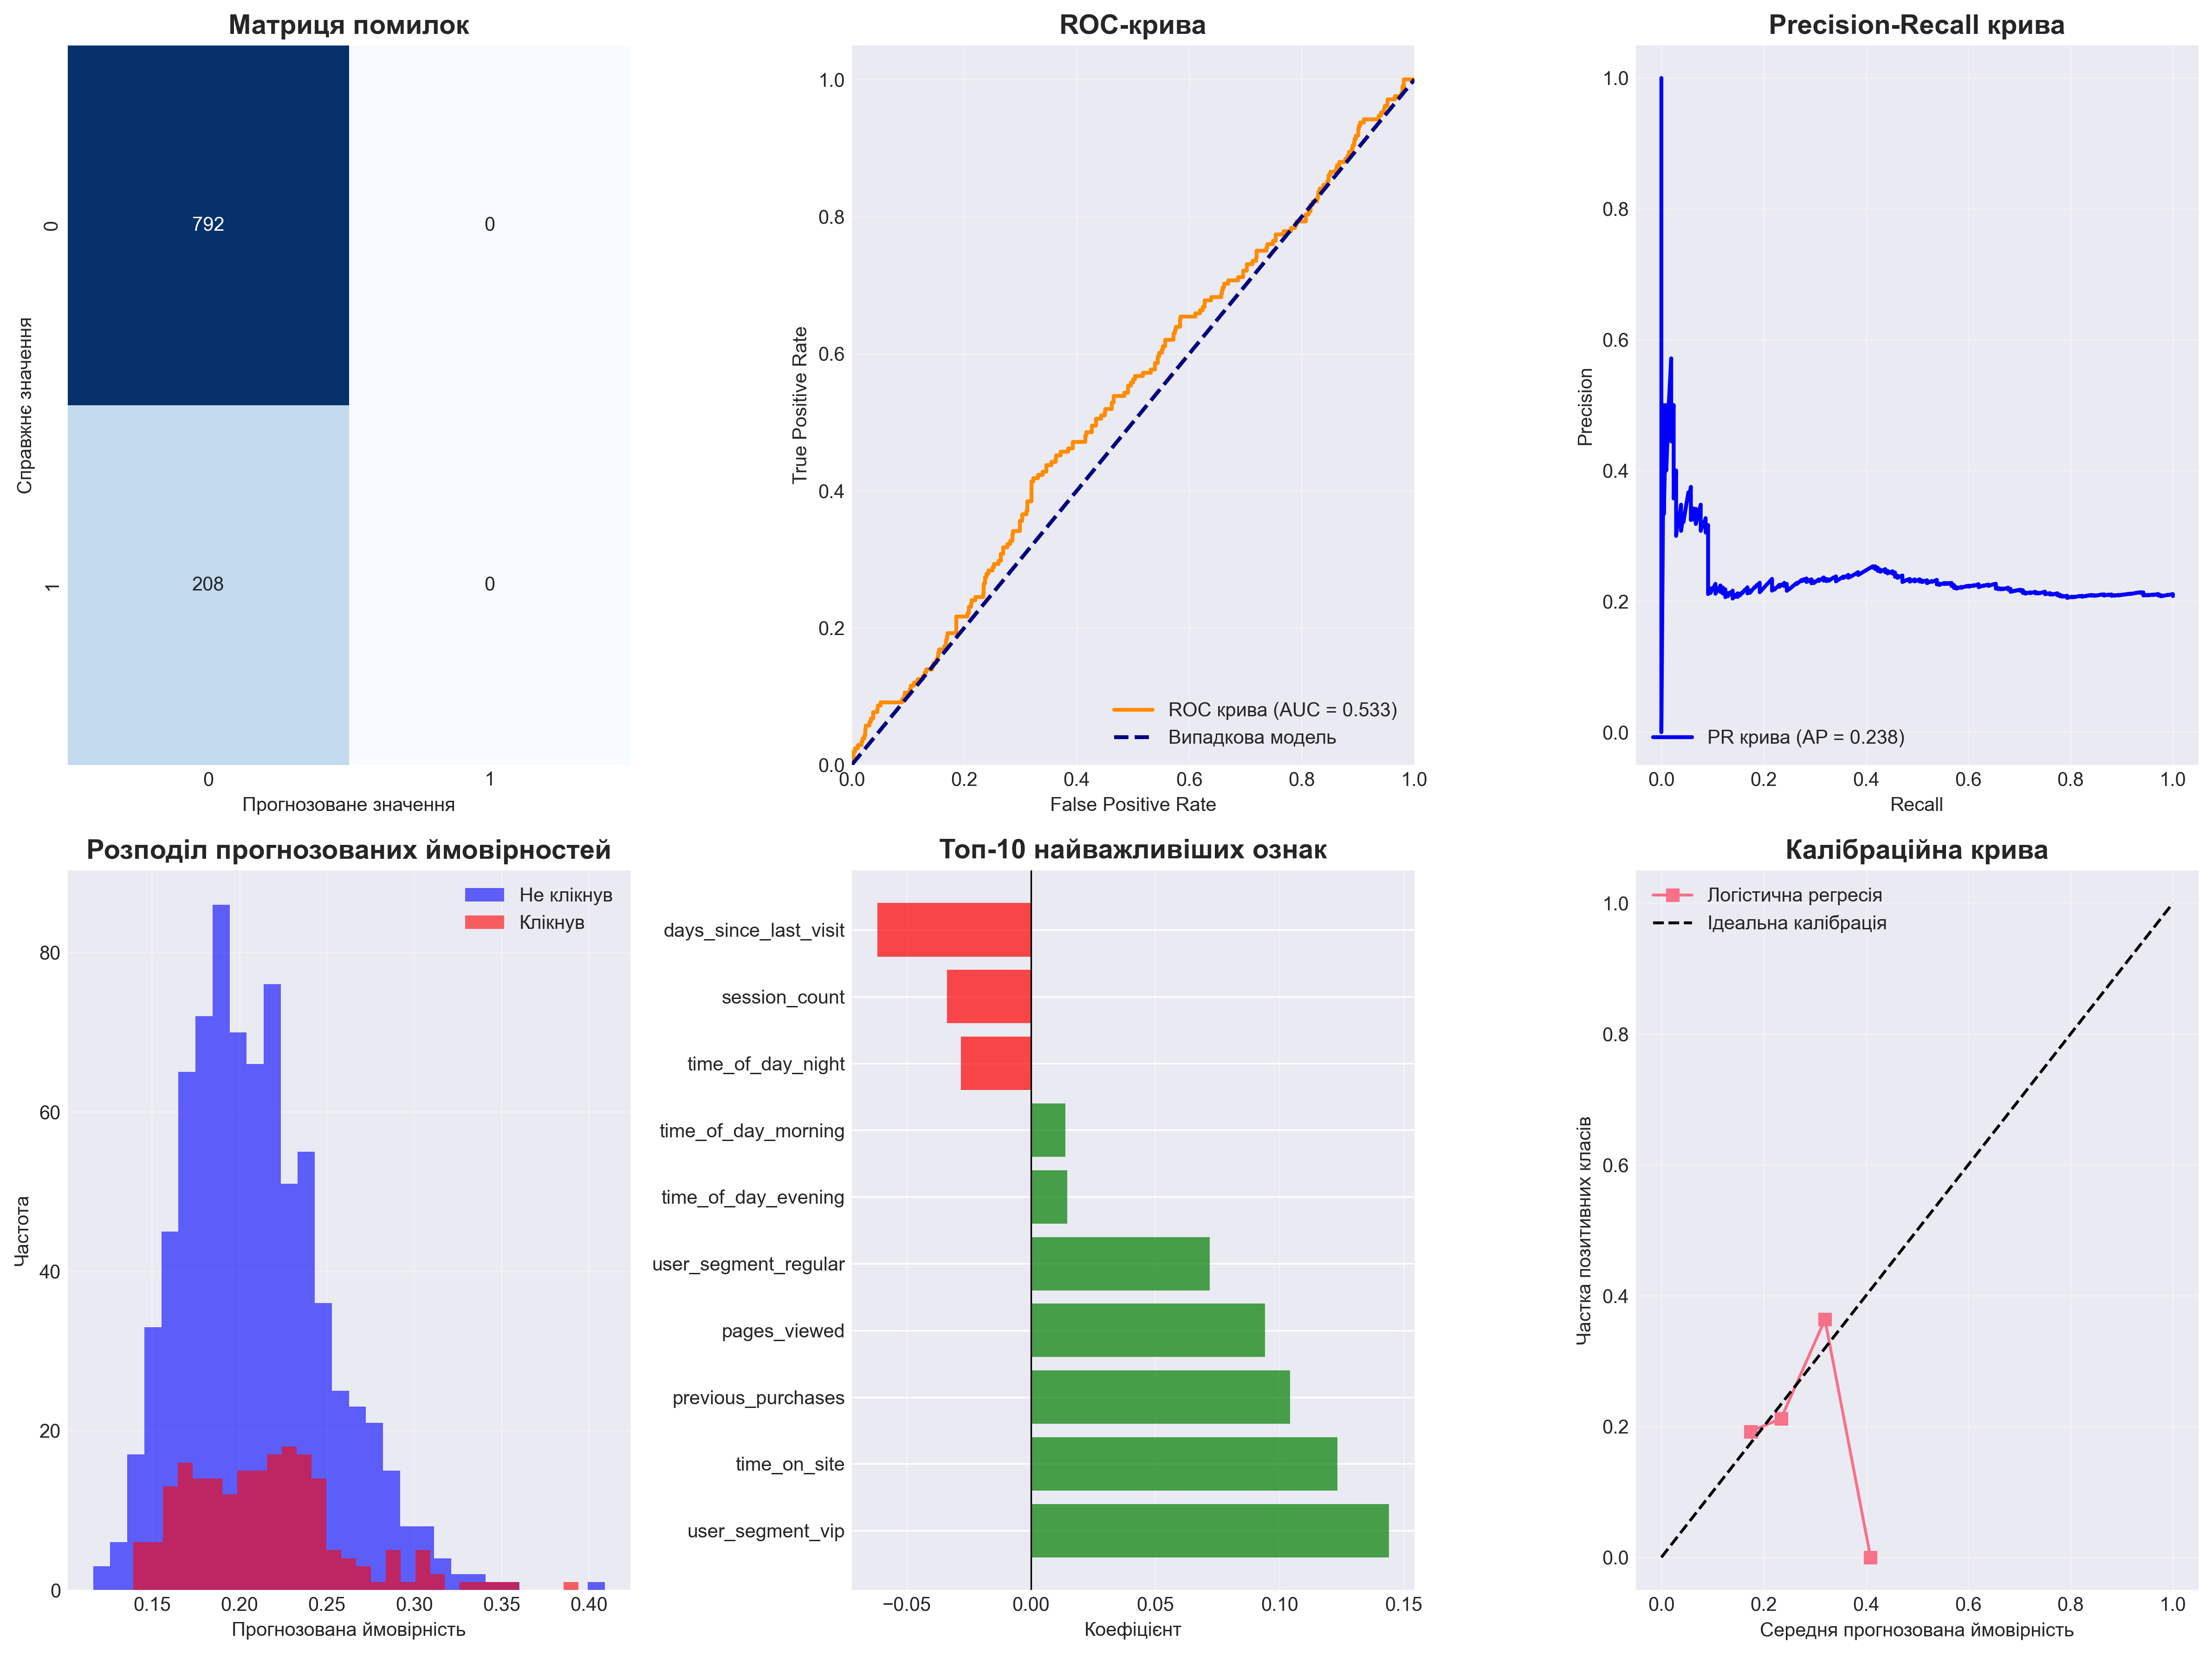 Матриця помилок
792
0
208
0
0
1
0
1
Справжнє значення
Прогнозоване значення
ROC-крива
1.0
0.8
0.6
0.4
0.2
0.0
0.0
0.2
0.4
0.6
0.8
1.0
True Positive Rate
False Positive Rate
ROC крива (AUC = 0.533)
Випадкова модель
Precision-Recall крива
1.0
0.8
0.6
0.4
0.2
0.0
0.0
0.2
0.4
0.6
0.8
1.0
Precision
Recall
PR крива (AP = 0.238)
Розподіл прогнозованих ймовірностей
Не клікнув
Клікнув
80
60
40
20
0
0.15
0.20
0.25
0.30
0.35
0.40
Частота
Прогнозована ймовірність
Топ-10 найважливіших ознак
days_since_last_visit
session_count
time_of_day_night
time_of_day_morning
time_of_day_evening
user_segment_regular
pages_viewed
previous_purchases
time_on_site
user_segment_vip
−0.05
0.00
0.05
0.10
0.15
Коефіцієнт
Калібраційна крива
Логістична регресія
Ідеальна калібрація
1.0
0.8
0.6
0.4
0.2
0.0
0.0
0.2
0.4
0.6
0.8
1.0
Частка позитивних класів
Середня прогнозована ймовірність